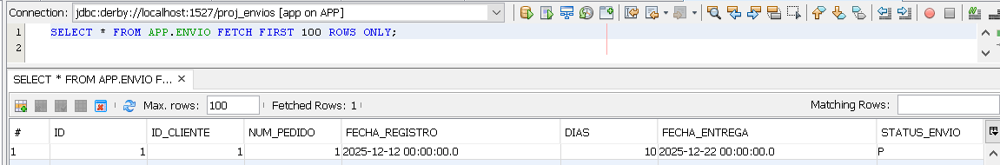 Connection: jdbc:derby://localhost:1527/proj_envios [app on APP]
1 SELECT * FROM APP.ENVIO FETCH FIRST 100 ROWS ONLY;
2
SELECT * FROM APP.ENVIO F... ×
Max. rows: 100 Fetched Rows: 1 Matching Rows:
# ID ID_CLIENTE NUM_PEDIDO FECHA_REGISTRO DIAS FECHA_ENTREGA STATUS_ENVIO
1 1 1 1 2025-12-12 00:00:00.0 10 2025-12-22 00:00:00.0 P